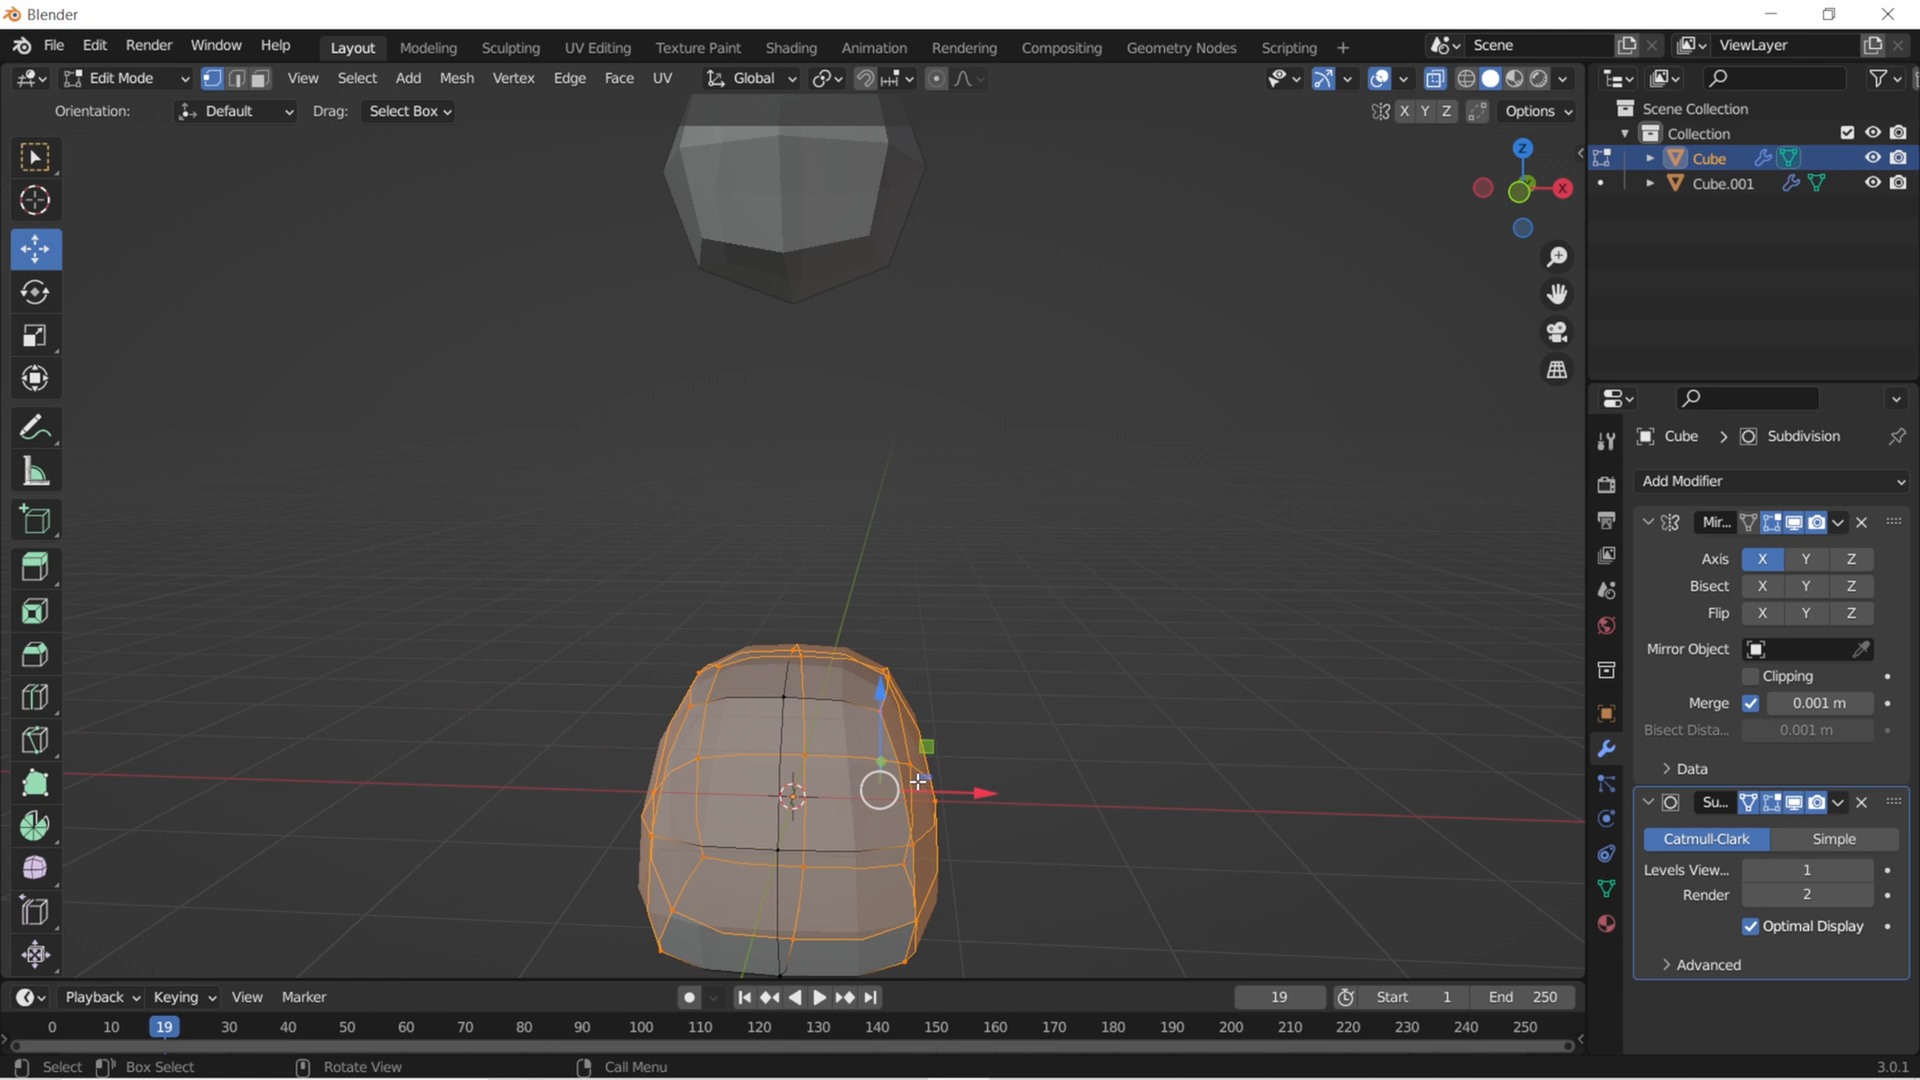 Blender
File Edit Render Window Help Layout Modeling Sculpting UV Editing Texture Paint Shading Animation Rendering Compositing Geometry Nodes Scripting + Scene ViewLayer
Edit Mode View Select Add Mesh Vertex Edge Face UV Global
Orientation: Default Drag: Select Box X Y Z Options
Scene Collection
Collection
Cube
Cube.001
Z
X
Cube > Subdivision
Add Modifier
Mir...
Axis X Y Z
Bisect X Y Z
Flip X Y Z
Mirror Object
Clipping
Merge 0.001 m
Bisect Dista... 0.001 m
Data
Su...
Catmull-Clark Simple
Levels View... 1
Render 2
Optimal Display
Advanced
Playback Keying View Marker 19 Start 1 End 250
0 10 19 30 40 50 60 70 80 90 100 110 120 130 140 150 160 170 180 190 200 210 220 230 240 250
Select Box Select Rotate View Call Menu 3.0.1